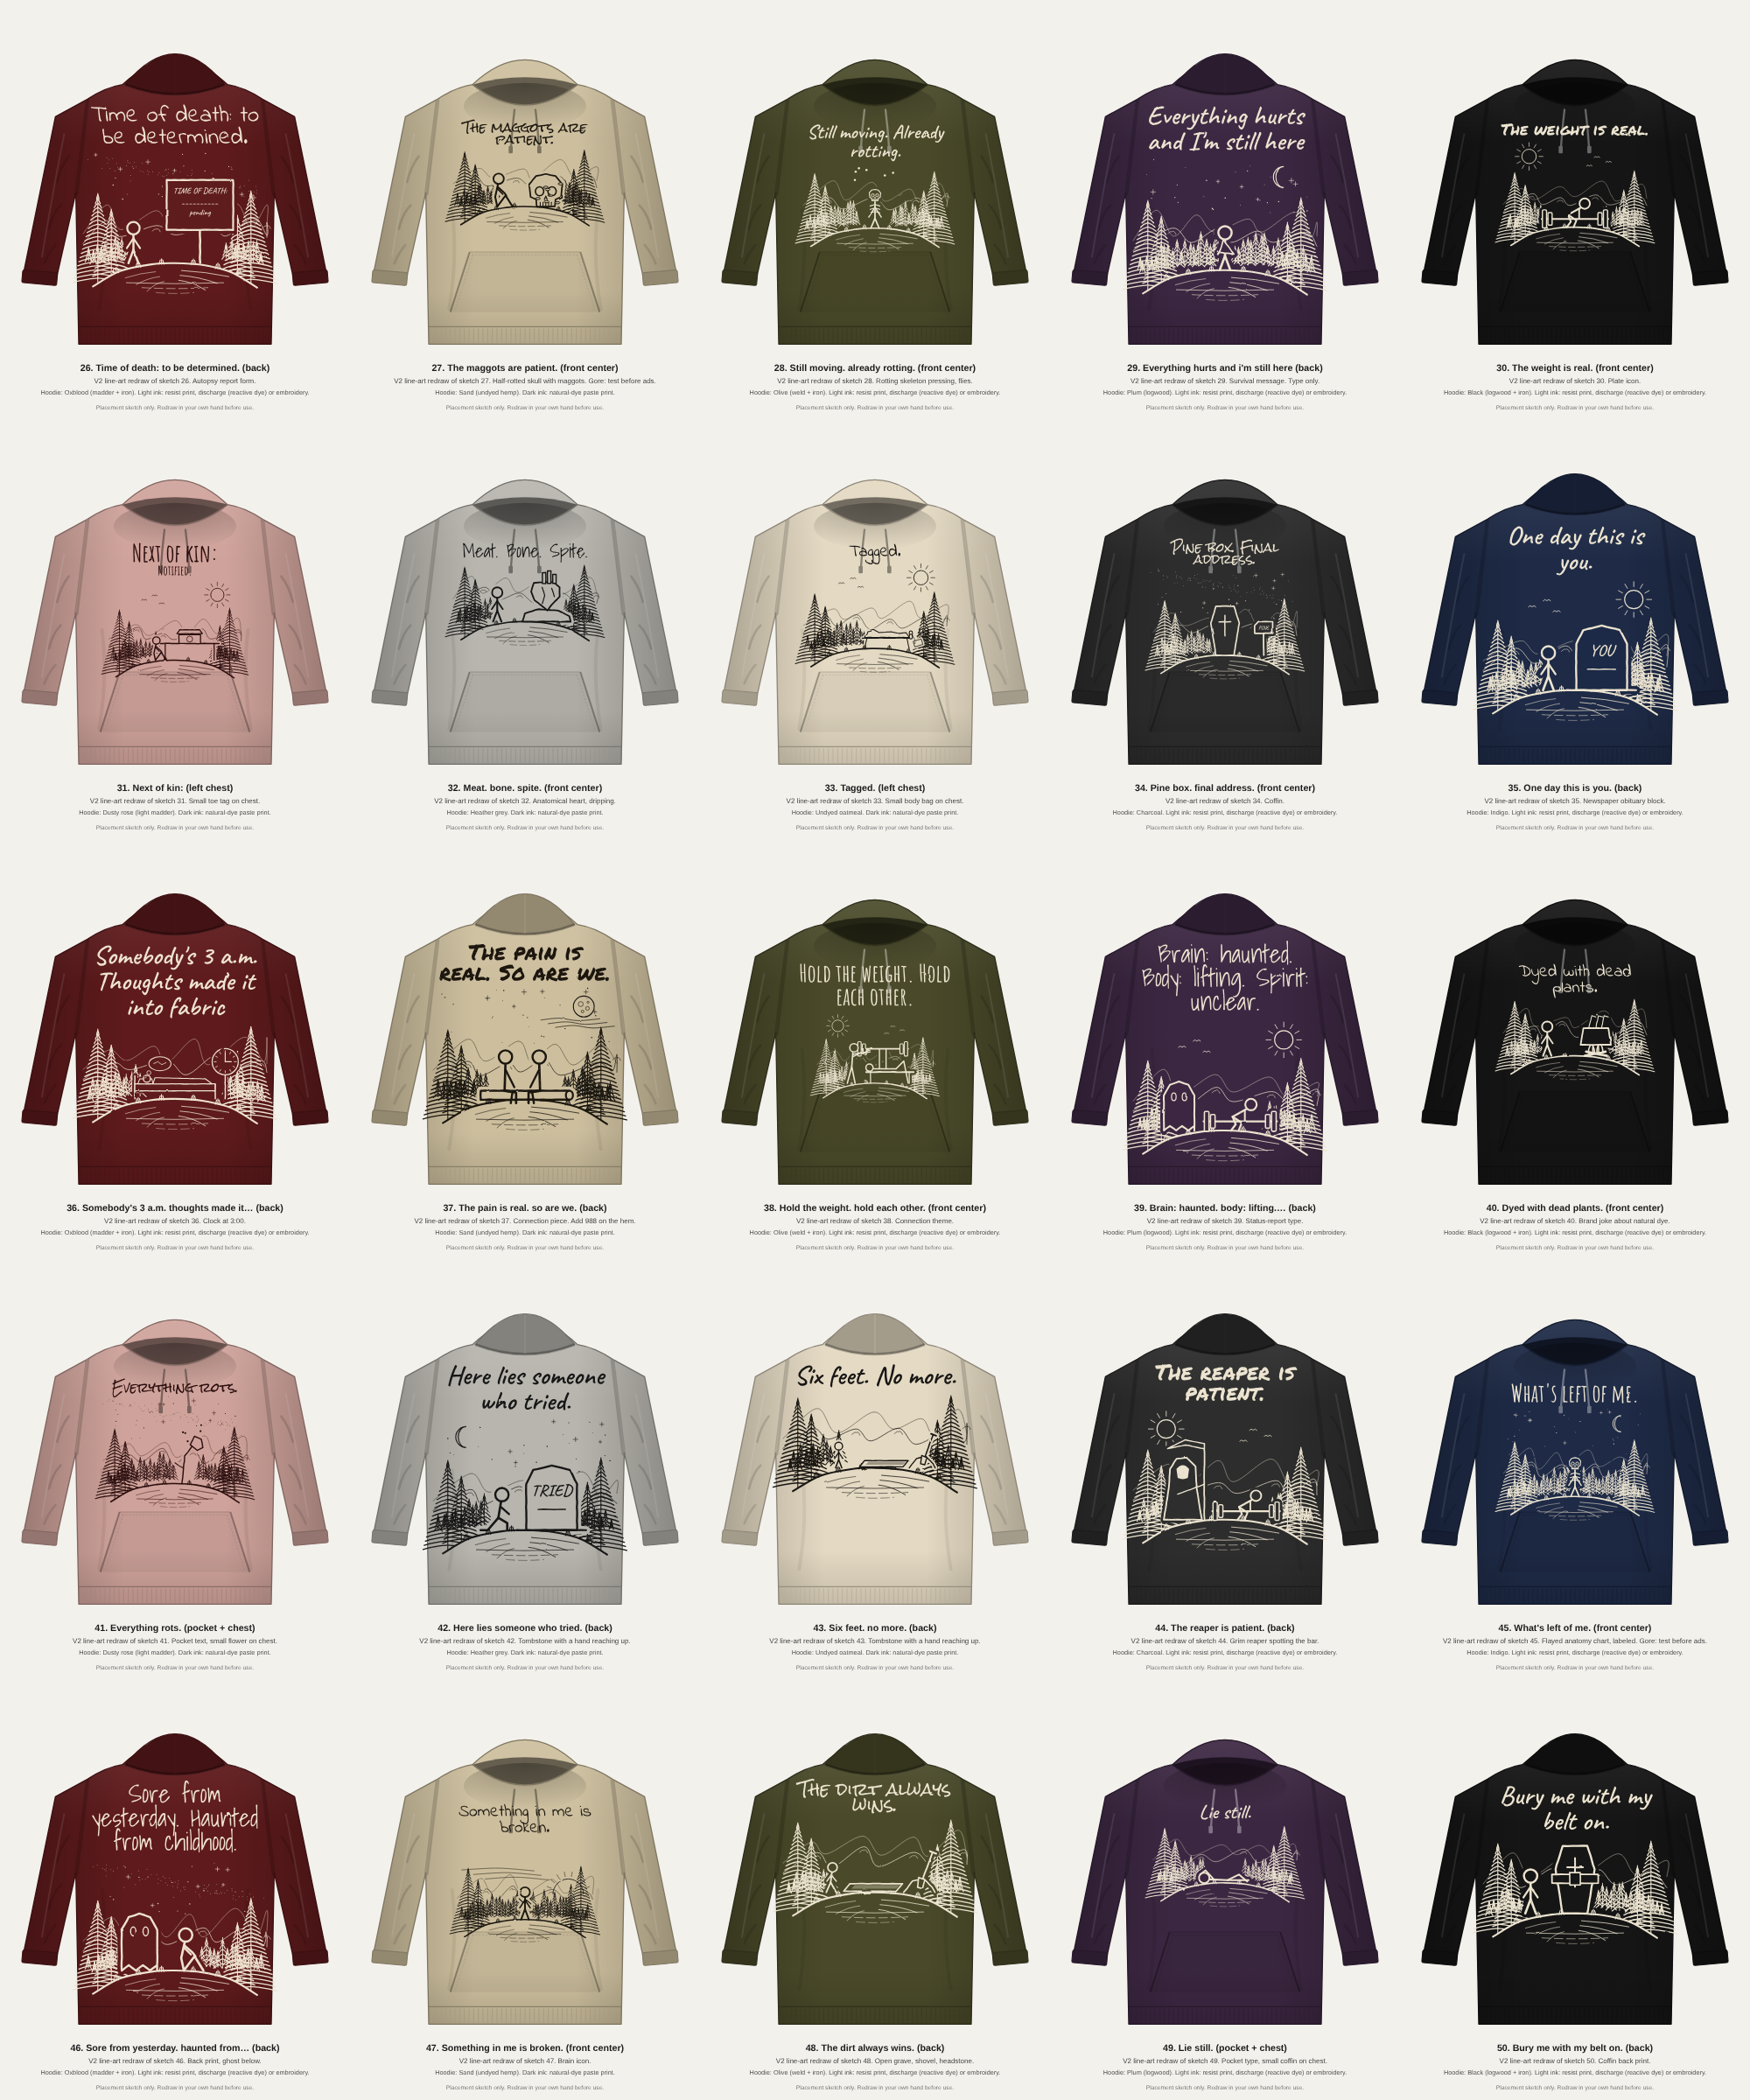 Time of death: to
be determined.
TIME OF DEATH:
pending
26. Time of death: to be determined. (back)
V2 line-art redraw of sketch 26. Autopsy report form.
Hoodie: Oxblood (madder + iron). Light ink: resist print, discharge (reactive dye) or embroidery.
Placement sketch only. Redraw in your own hand before use.
THE MAGGOTS ARE
PATIENT.
27. The maggots are patient. (front center)
V2 line-art redraw of sketch 27. Half-rotted skull with maggots. Gore: test before ads.
Hoodie: Sand (undyed hemp). Dark ink: natural-dye paste print.
Placement sketch only. Redraw in your own hand before use.
Still moving. Already
rotting.
28. Still moving. already rotting. (front center)
V2 line-art redraw of sketch 28. Rotting skeleton pressing, flies.
Hoodie: Olive (weld + iron). Light ink: resist print, discharge (reactive dye) or embroidery.
Placement sketch only. Redraw in your own hand before use.
Everything hurts
and I'm still here
29. Everything hurts and i'm still here (back)
V2 line-art redraw of sketch 29. Survival message. Type only.
Hoodie: Plum (logwood). Light ink: resist print, discharge (reactive dye) or embroidery.
Placement sketch only. Redraw in your own hand before use.
THE WEIGHT IS REAL.
30. The weight is real. (front center)
V2 line-art redraw of sketch 30. Plate icon.
Hoodie: Black (logwood + iron). Light ink: resist print, discharge (reactive dye) or embroidery.
Placement sketch only. Redraw in your own hand before use.
NEXT OF KIN:
NOTIFIED!
31. Next of kin: (left chest)
V2 line-art redraw of sketch 31. Small toe tag on chest.
Hoodie: Dusty rose (light madder). Dark ink: natural-dye paste print.
Placement sketch only. Redraw in your own hand before use.
Meat. Bone. Spite.
32. Meat. bone. spite. (front center)
V2 line-art redraw of sketch 32. Anatomical heart, dripping.
Hoodie: Heather grey. Dark ink: natural-dye paste print.
Placement sketch only. Redraw in your own hand before use.
Tagged.
33. Tagged. (left chest)
V2 line-art redraw of sketch 33. Small body bag on chest.
Hoodie: Undyed oatmeal. Dark ink: natural-dye paste print.
Placement sketch only. Redraw in your own hand before use.
PINE BOX. FINAL
ADDRESS.
34. Pine box. final address. (front center)
V2 line-art redraw of sketch 34. Coffin.
Hoodie: Charcoal. Light ink: resist print, discharge (reactive dye) or embroidery.
Placement sketch only. Redraw in your own hand before use.
One day this is
you.
YOU
35. One day this is you. (back)
V2 line-art redraw of sketch 35. Newspaper obituary block.
Hoodie: Indigo. Light ink: resist print, discharge (reactive dye) or embroidery.
Placement sketch only. Redraw in your own hand before use.
Somebody's 3 a.m.
Thoughts made it
into fabric
36. Somebody's 3 a.m. thoughts made it… (back)
V2 line-art redraw of sketch 36. Clock at 3:00.
Hoodie: Oxblood (madder + iron). Light ink: resist print, discharge (reactive dye) or embroidery.
Placement sketch only. Redraw in your own hand before use.
THE PAIN IS
REAL. SO ARE WE.
37. The pain is real. so are we. (back)
V2 line-art redraw of sketch 37. Connection piece. Add 988 on the hem.
Hoodie: Sand (undyed hemp). Dark ink: natural-dye paste print.
Placement sketch only. Redraw in your own hand before use.
HOLD THE WEIGHT. HOLD
EACH OTHER.
38. Hold the weight. hold each other. (front center)
V2 line-art redraw of sketch 38. Connection theme.
Hoodie: Olive (weld + iron). Light ink: resist print, discharge (reactive dye) or embroidery.
Placement sketch only. Redraw in your own hand before use.
Brain: haunted.
Body: lifting. Spirit:
unclear.
39. Brain: haunted. body: lifting.… (back)
V2 line-art redraw of sketch 39. Status-report type.
Hoodie: Plum (logwood). Light ink: resist print, discharge (reactive dye) or embroidery.
Placement sketch only. Redraw in your own hand before use.
Dyed with dead
plants.
40. Dyed with dead plants. (front center)
V2 line-art redraw of sketch 40. Brand joke about natural dye.
Hoodie: Black (logwood + iron). Light ink: resist print, discharge (reactive dye) or embroidery.
Placement sketch only. Redraw in your own hand before use.
EVERYTHING ROTS.
41. Everything rots. (pocket + chest)
V2 line-art redraw of sketch 41. Pocket text, small flower on chest.
Hoodie: Dusty rose (light madder). Dark ink: natural-dye paste print.
Placement sketch only. Redraw in your own hand before use.
Here lies someone
who tried.
TRIED
42. Here lies someone who tried. (back)
V2 line-art redraw of sketch 42. Tombstone with a hand reaching up.
Hoodie: Heather grey. Dark ink: natural-dye paste print.
Placement sketch only. Redraw in your own hand before use.
Six feet. No more.
43. Six feet. no more. (back)
V2 line-art redraw of sketch 43. Tombstone with a hand reaching up.
Hoodie: Undyed oatmeal. Dark ink: natural-dye paste print.
Placement sketch only. Redraw in your own hand before use.
THE REAPER IS
PATIENT.
44. The reaper is patient. (back)
V2 line-art redraw of sketch 44. Grim reaper spotting the bar.
Hoodie: Charcoal. Light ink: resist print, discharge (reactive dye) or embroidery.
Placement sketch only. Redraw in your own hand before use.
WHAT'S LEFT OF ME.
45. What's left of me. (front center)
V2 line-art redraw of sketch 45. Flayed anatomy chart, labeled. Gore: test before ads.
Hoodie: Indigo. Light ink: resist print, discharge (reactive dye) or embroidery.
Placement sketch only. Redraw in your own hand before use.
Sore from
yesterday. Haunted
from childhood.
46. Sore from yesterday. haunted from… (back)
V2 line-art redraw of sketch 46. Back print, ghost below.
Hoodie: Oxblood (madder + iron). Light ink: resist print, discharge (reactive dye) or embroidery.
Placement sketch only. Redraw in your own hand before use.
Something in me is
broken.
47. Something in me is broken. (front center)
V2 line-art redraw of sketch 47. Brain icon.
Hoodie: Sand (undyed hemp). Dark ink: natural-dye paste print.
Placement sketch only. Redraw in your own hand before use.
THE DIRT ALWAYS
WINS.
48. The dirt always wins. (back)
V2 line-art redraw of sketch 48. Open grave, shovel, headstone.
Hoodie: Olive (weld + iron). Light ink: resist print, discharge (reactive dye) or embroidery.
Placement sketch only. Redraw in your own hand before use.
Lie still.
49. Lie still. (pocket + chest)
V2 line-art redraw of sketch 49. Pocket type, small coffin on chest.
Hoodie: Plum (logwood). Light ink: resist print, discharge (reactive dye) or embroidery.
Placement sketch only. Redraw in your own hand before use.
Bury me with my
belt on.
50. Bury me with my belt on. (back)
V2 line-art redraw of sketch 50. Coffin back print.
Hoodie: Black (logwood + iron). Light ink: resist print, discharge (reactive dye) or embroidery.
Placement sketch only. Redraw in your own hand before use.